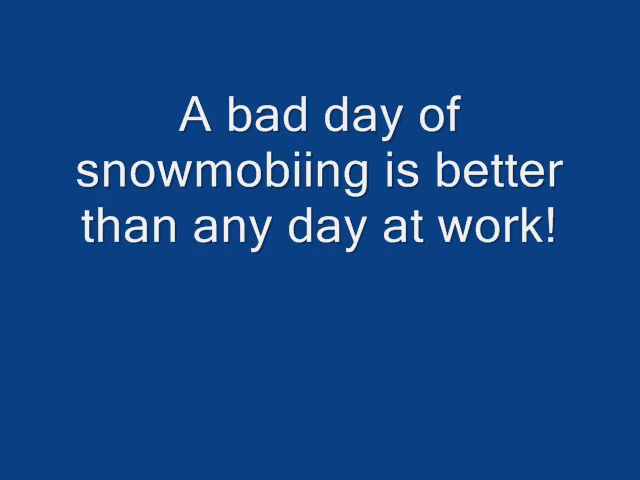 A bad day of
snowmobiing is better
than any day at work!